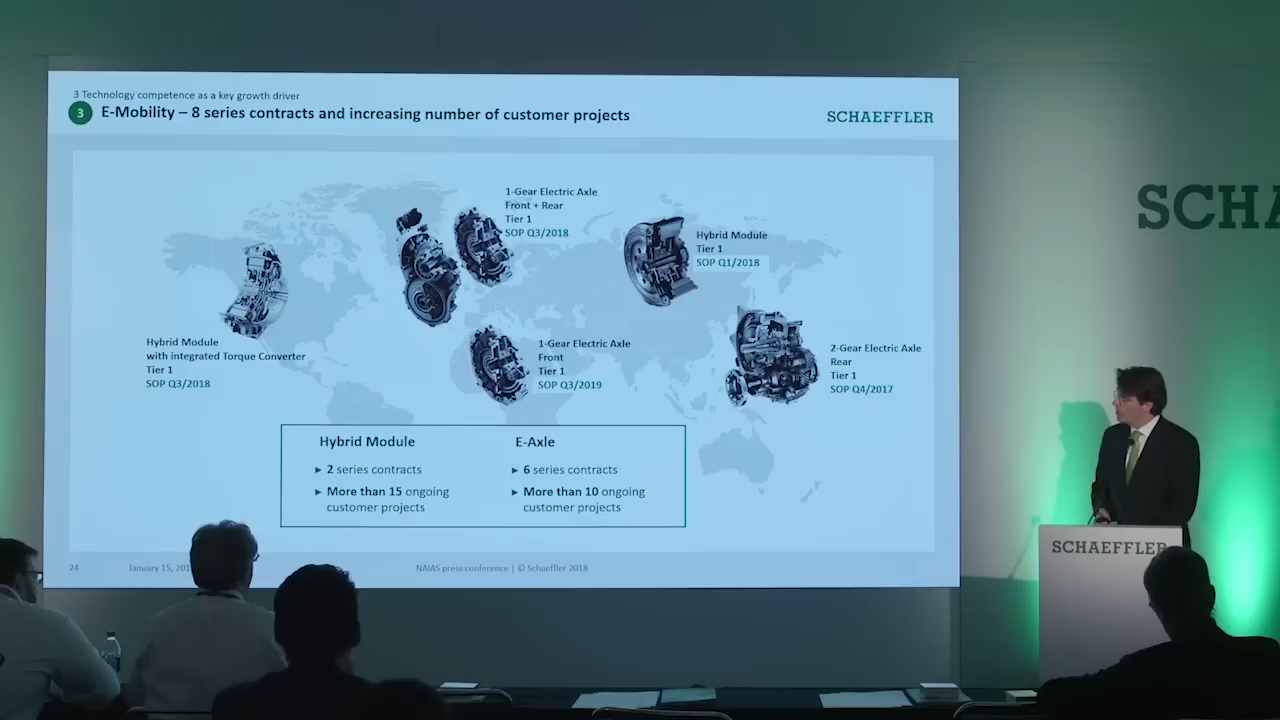 3 Technology competence as a key growth driver
3 E-Mobility – 8 series contracts and increasing number of customer projects
SCHAEFFLER
1-Gear Electric Axle
Front + Rear
Tier 1
SOP Q3/2018
Hybrid Module
Tier 1
SOP Q1/2018
Hybrid Module
with integrated Torque Converter
Tier 1
SOP Q3/2018
1-Gear Electric Axle
Front
Tier 1
SOP Q3/2019
2-Gear Electric Axle
Rear
Tier 1
SOP Q4/2017
Hybrid Module
▸ 2 series contracts
▸ More than 15 ongoing
customer projects
E-Axle
▸ 6 series contracts
▸ More than 10 ongoing
customer projects
24
January 15, 201
NAIAS press conference | © Schaeffler 2018
SCHA
SCHAEFFLER